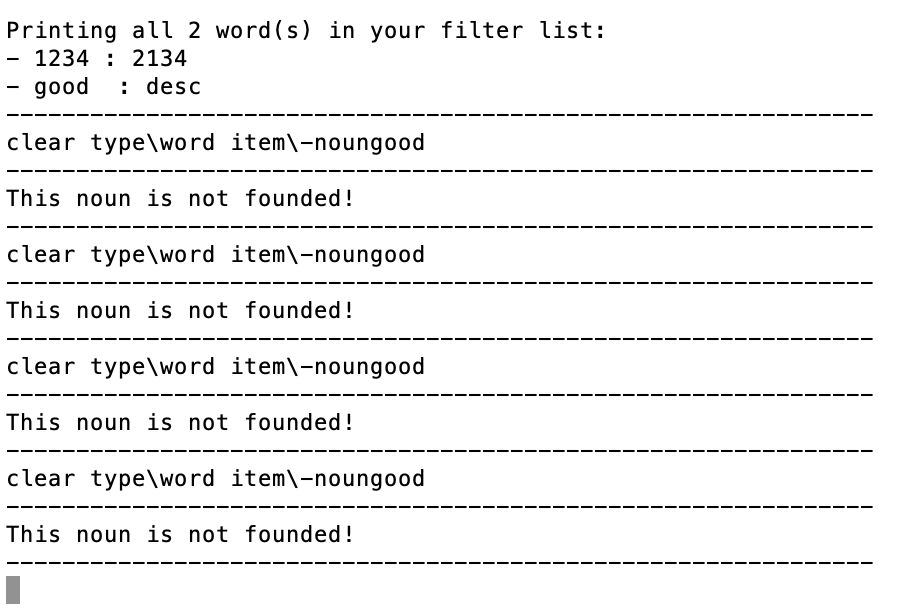 Printing all 2 word(s) in your filter list:
- 1234 : 2134
- good  : desc
--------------------------------------------------------------
clear type\word item\-noungood
--------------------------------------------------------------
This noun is not founded!
--------------------------------------------------------------
clear type\word item\-noungood
--------------------------------------------------------------
This noun is not founded!
--------------------------------------------------------------
clear type\word item\-noungood
--------------------------------------------------------------
This noun is not founded!
--------------------------------------------------------------
clear type\word item\-noungood
--------------------------------------------------------------
This noun is not founded!
--------------------------------------------------------------